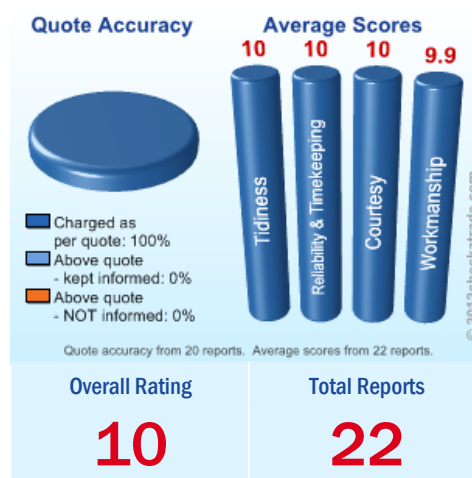 Quote Accuracy
Average Scores
10
10
10
9.9
Tidiness
Reliability & Timekeeping
Courtesy
Workmanship
Charged as
per quote: 100%
Above quote
- kept informed: 0%
Above quote
- NOT informed: 0%
Quote accuracy from 20 reports. Average scores from 22 reports.
Overall Rating
Total Reports
10
22